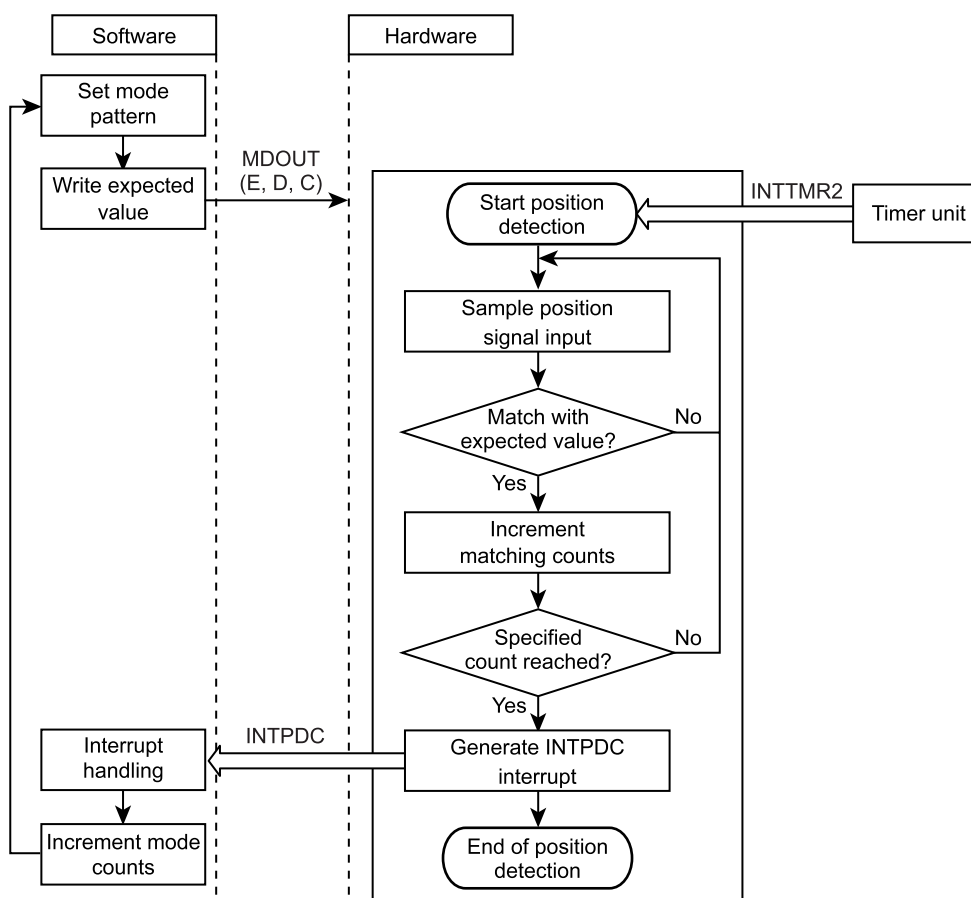 Software
Hardware
Set mode
pattern
Write expected
value
MDOUT
(E, D, C)
Start position
detection
INTTMR2
Timer unit
Sample position
signal input
Match with
expected value?
No
Yes
Increment
matching counts
Specified
count reached?
No
Yes
Generate INTPDC
interrupt
INTPDC
Interrupt
handling
Increment mode
counts
End of position
detection